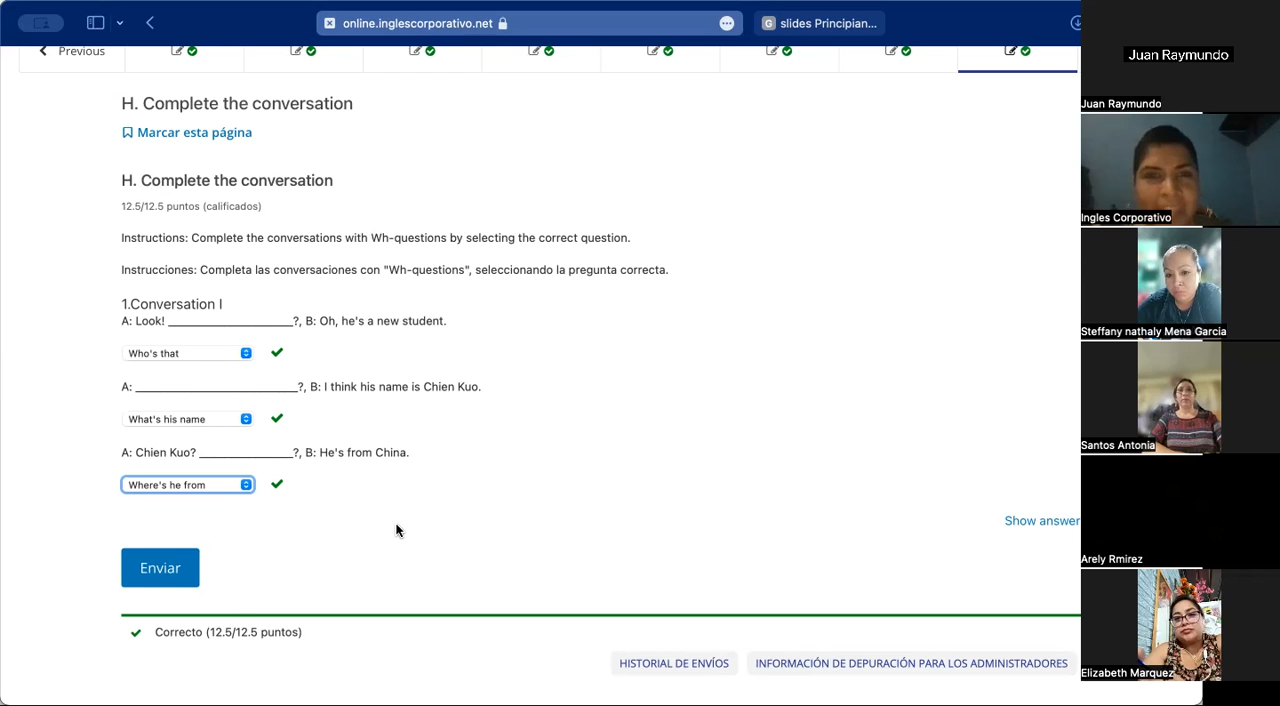 online.inglescorporativo.net
G slides Principian...
Previous
H. Complete the conversation
Marcar esta página
H. Complete the conversation
12.5/12.5 puntos (calificados)
Instructions: Complete the conversations with Wh-questions by selecting the correct question.
Instrucciones: Completa las conversaciones con "Wh-questions", seleccionando la pregunta correcta.
1.Conversation I
A: Look! ______________________?, B: Oh, he's a new student.
Who's that
A: ____________________________?, B: I think his name is Chien Kuo.
What's his name
A: Chien Kuo? ________________?, B: He's from China.
Where's he from
Show answer
Enviar
Correcto (12.5/12.5 puntos)
HISTORIAL DE ENVÍOS
INFORMACIÓN DE DEPURACIÓN PARA LOS ADMINISTRADORES
Juan Raymundo
Juan Raymundo
Ingles Corporativo
Steffany nathaly Mena Garcia
Santos Antonia
Arely Rmirez
Elizabeth Marquez